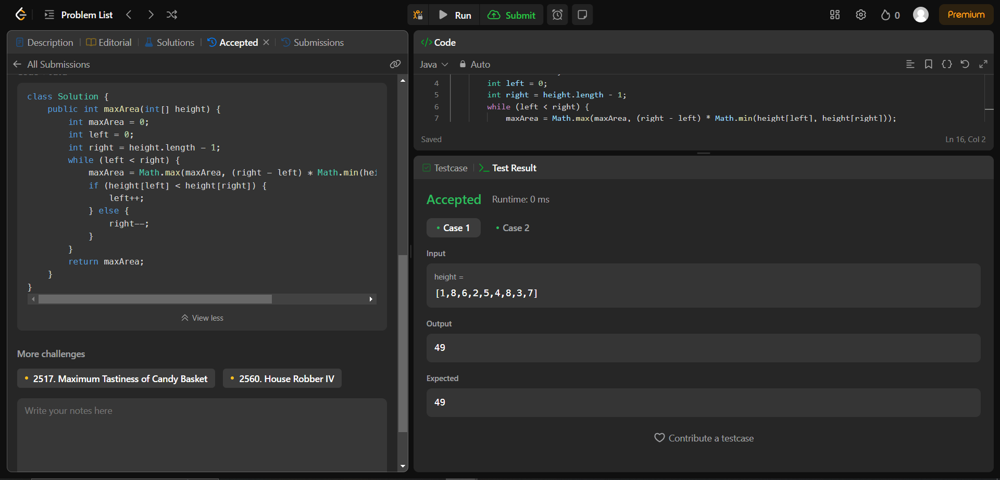 Problem List
Run
Submit
0
Premium
Description
Editorial
Solutions
Accepted
Submissions
All Submissions
class Solution {
    public int maxArea(int[] height) {
        int maxArea = 0;
        int left = 0;
        int right = height.length - 1;
        while (left < right) {
            maxArea = Math.max(maxArea, (right - left) * Math.min(hei
            if (height[left] < height[right]) {
                left++;
            } else {
                right--;
            }
        }
        return maxArea;
    }
}
View less
More challenges
2517. Maximum Tastiness of Candy Basket
2560. House Robber IV
Write your notes here
</> Code
Java
Auto
4 int left = 0;
5 int right = height.length - 1;
6 while (left < right) {
7 maxArea = Math.max(maxArea, (right - left) * Math.min(height[left], height[right]));
Saved
Ln 16, Col 2
Testcase
>_ Test Result
Accepted
Runtime: 0 ms
Case 1
Case 2
Input
height =
[1,8,6,2,5,4,8,3,7]
Output
49
Expected
49
Contribute a testcase